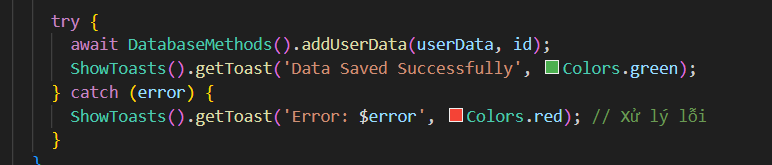 try {
await DatabaseMethods().addUserData(userData, id);
ShowToasts().getToast('Data Saved Successfully', Colors.green);
} catch (error) {
ShowToasts().getToast('Error: $error', Colors.red); // Xử lý lỗi
}
}